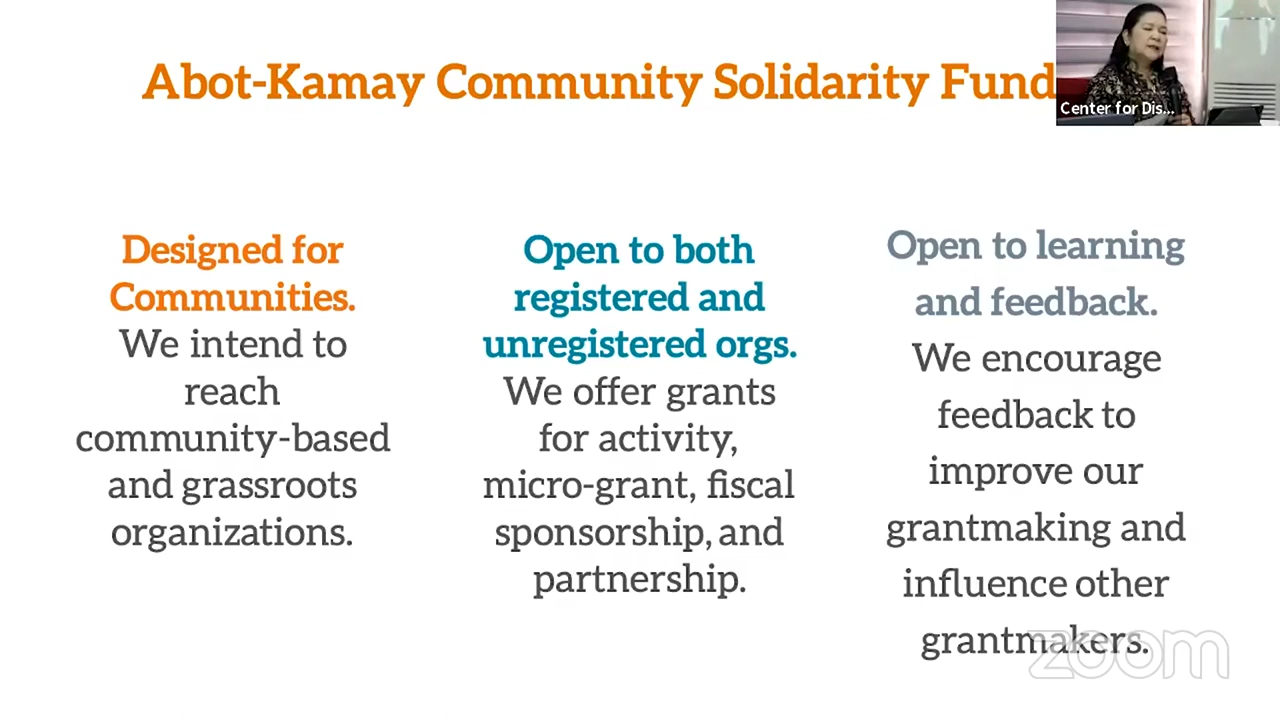 Abot-Kamay Community Solidarity Fund
Center for Dis...
Designed for
Communities.
We intend to
reach
community-based
and grassroots
organizations.
Open to both
registered and
unregistered orgs.
We offer grants
for activity,
micro-grant, fiscal
sponsorship, and
partnership.
Open to learning
and feedback.
We encourage
feedback to
improve our
grantmaking and
influence other
grantmakers.
zoom